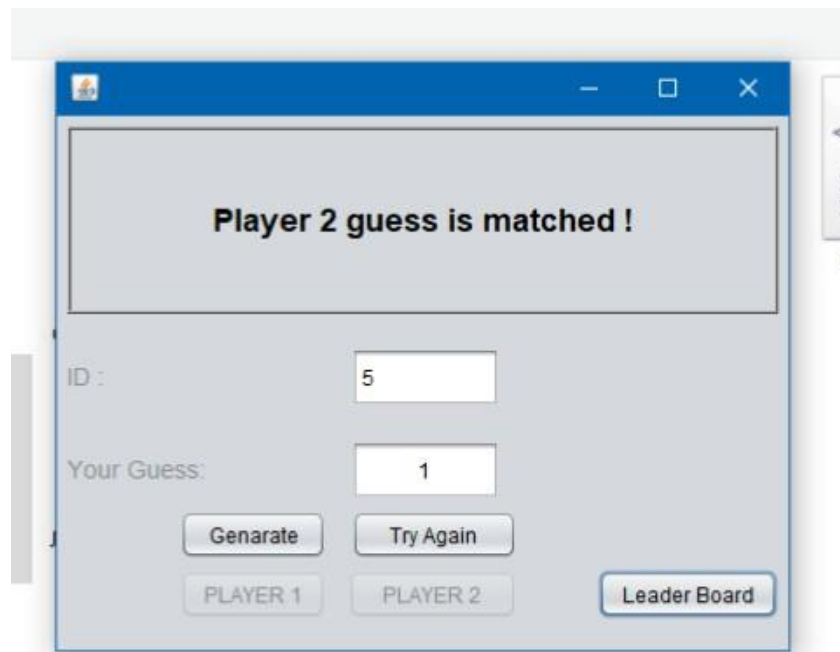 Player 2 guess is matched !
ID :
5
Your Guess:
1
Genarate
Try Again
PLAYER 1
PLAYER 2
Leader Board